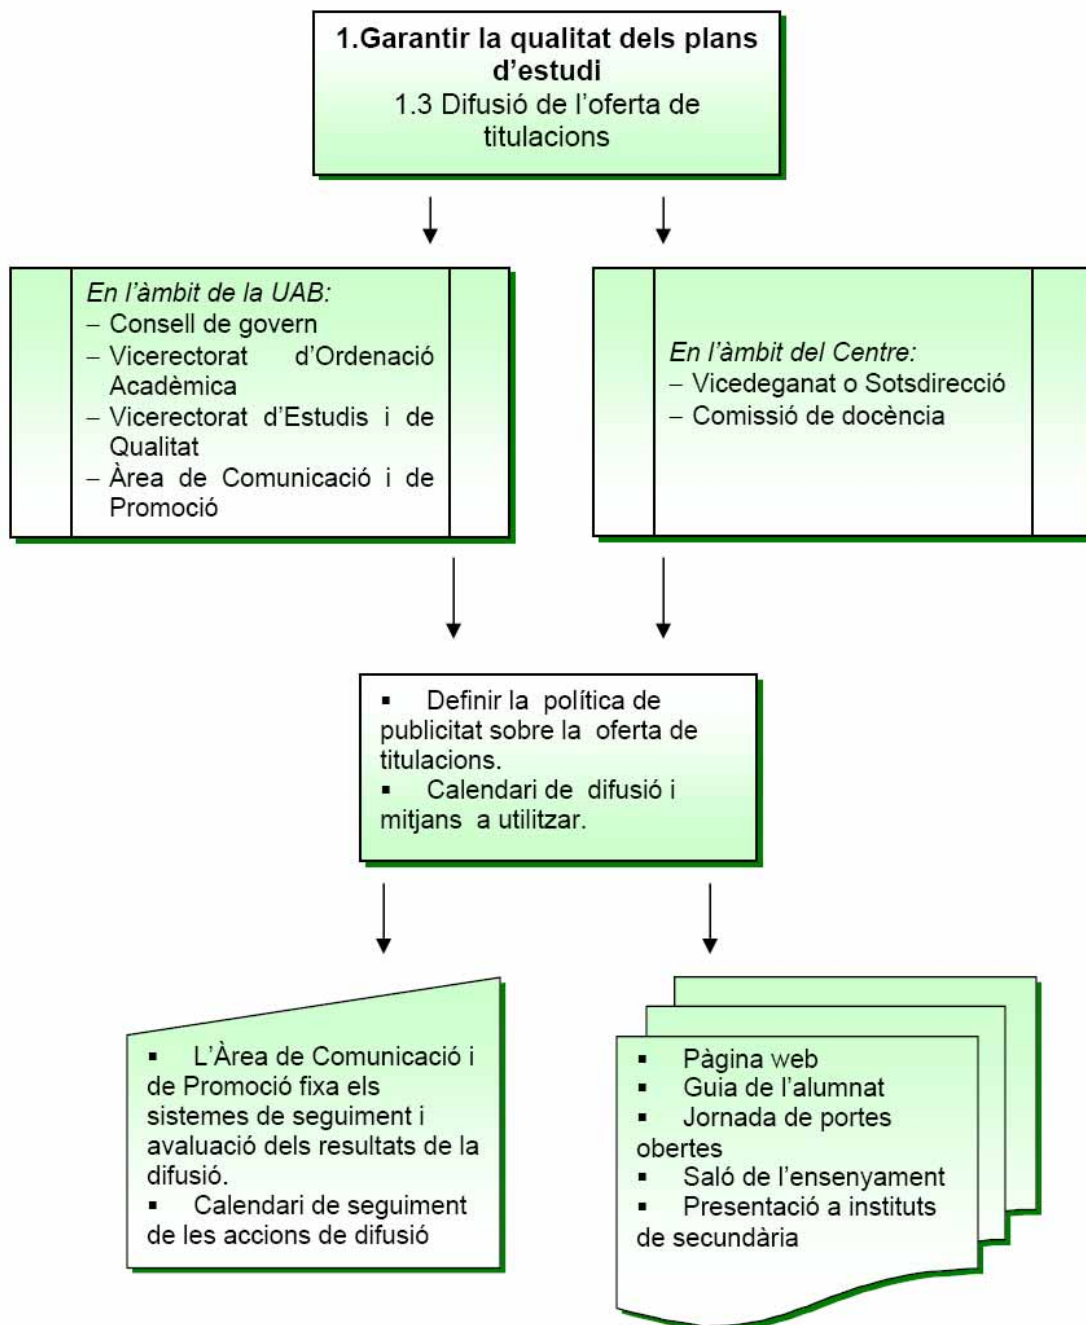 1.Garantir la qualitat dels plans
d'estudi
1.3 Difusió de l'oferta de
titulacions
En l'àmbit de la UAB:
– Consell de govern
– Vicerectorat d'Ordenació
Acadèmica
– Vicerectorat d'Estudis i de
Qualitat
– Àrea de Comunicació i de
Promoció
En l'àmbit del Centre:
– Vicedeganat o Sotsdirecció
– Comissió de docència
▪ Definir la política de
publicitat sobre la oferta de
titulacions.
▪ Calendari de difusió i
mitjans a utilitzar.
▪ L'Àrea de Comunicació i
de Promoció fixa els
sistemes de seguiment i
avaluació dels resultats de la
difusió.
▪ Calendari de seguiment
de les accions de difusió
▪ Pàgina web
▪ Guia de l'alumnat
▪ Jornada de portes
obertes
▪ Saló de l'ensenyament
▪ Presentació a instituts
de secundària